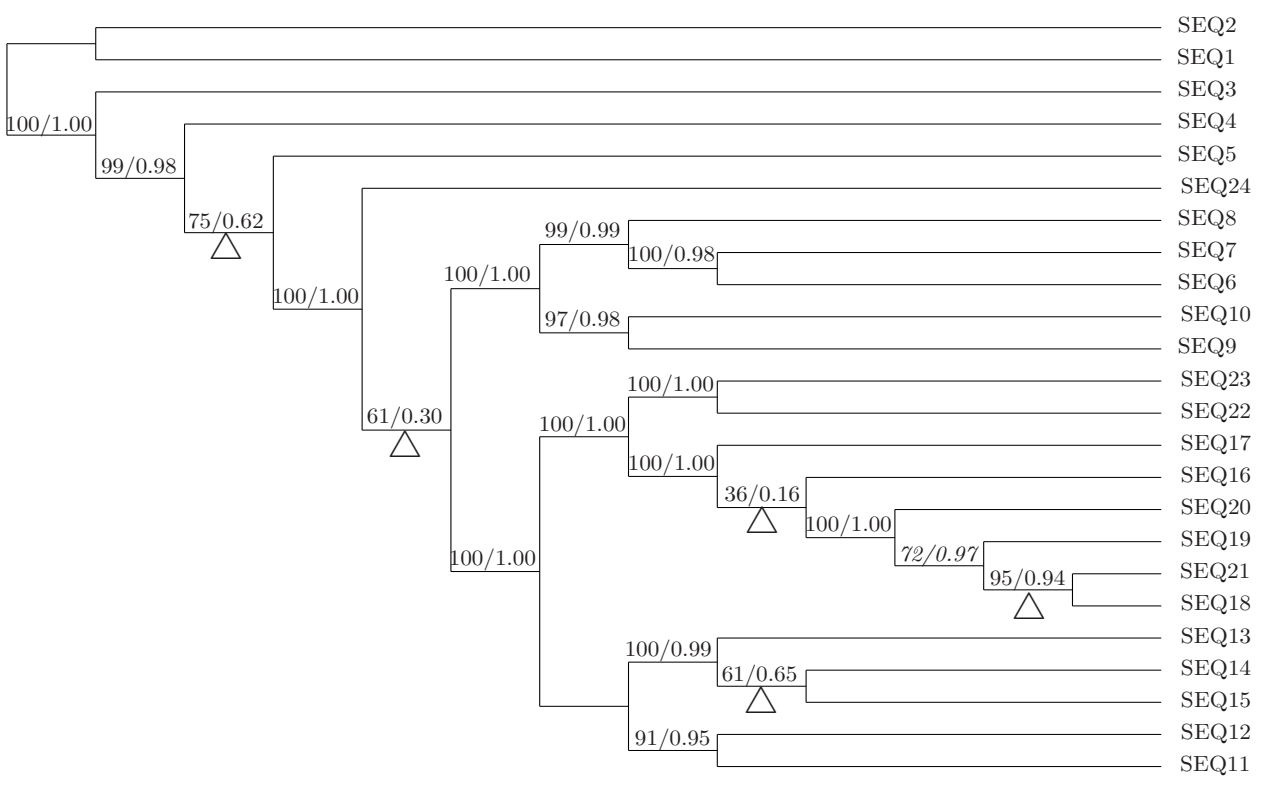 SEQ2
SEQ1
SEQ3
100/1.00
SEQ4
99/0.98
SEQ5
SEQ24
75/0.62
SEQ8
99/0.99
SEQ7
100/0.98
SEQ6
100/1.00
100/1.00
SEQ10
97/0.98
SEQ9
SEQ23
100/1.00
SEQ22
61/0.30
100/1.00
SEQ17
100/1.00
SEQ16
36/0.16
SEQ20
100/1.00
SEQ19
72/0.97
100/1.00
SEQ21
95/0.94
SEQ18
SEQ13
100/0.99
SEQ14
61/0.65
SEQ15
SEQ12
91/0.95
SEQ11